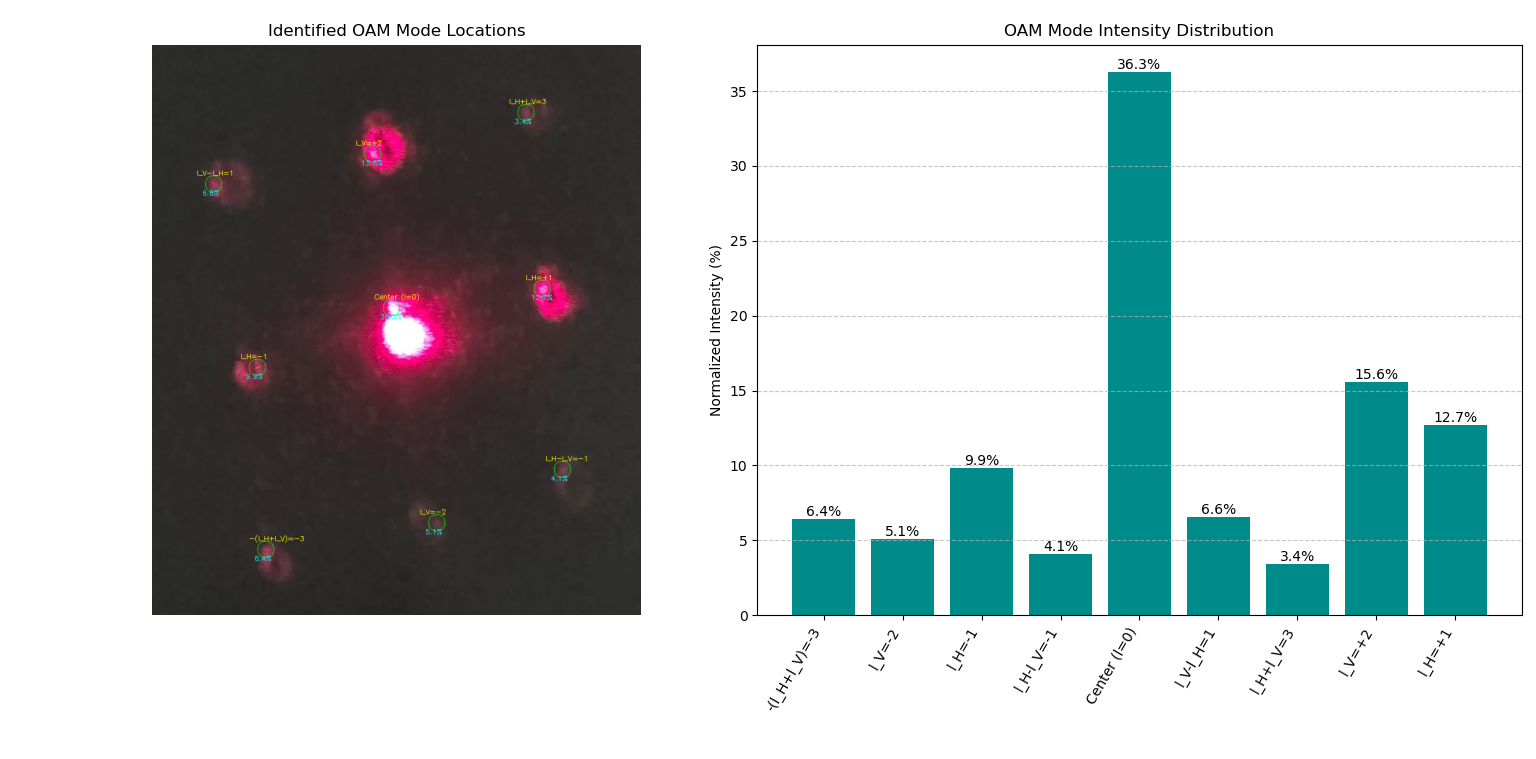 Identified OAM Mode Locations
l_H+l_V=3
3.4%
l_V=+2
15.6%
l_V-l_H=1
6.6%
l_H=+1
12.7%
Center (l=0)
36.3%
l_H=-1
9.9%
l_H-l_V=-1
4.1%
l_V=-2
5.1%
-(l_H+l_V)=-3
6.4%
OAM Mode Intensity Distribution
Normalized Intensity (%)
35
30
25
20
15
10
5
0
6.4%
5.1%
9.9%
4.1%
36.3%
6.6%
3.4%
15.6%
12.7%
-(l_H+l_V)=-3
l_V=-2
l_H=-1
l_H-l_V=-1
Center (l=0)
l_V-l_H=1
l_H+l_V=3
l_V=+2
l_H=+1